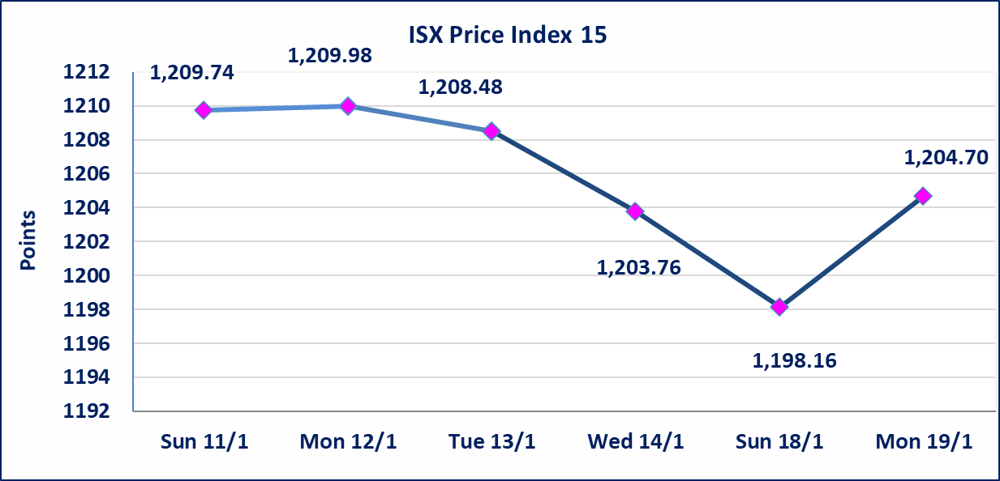 ISX Price Index 15
1,209.74
1,209.98
1,208.48
1,203.76
1,198.16
1,204.70
Points
1212
1210
1208
1206
1204
1202
1200
1198
1196
1194
1192
Sun 11/1
Mon 12/1
Tue 13/1
Wed 14/1
Sun 18/1
Mon 19/1